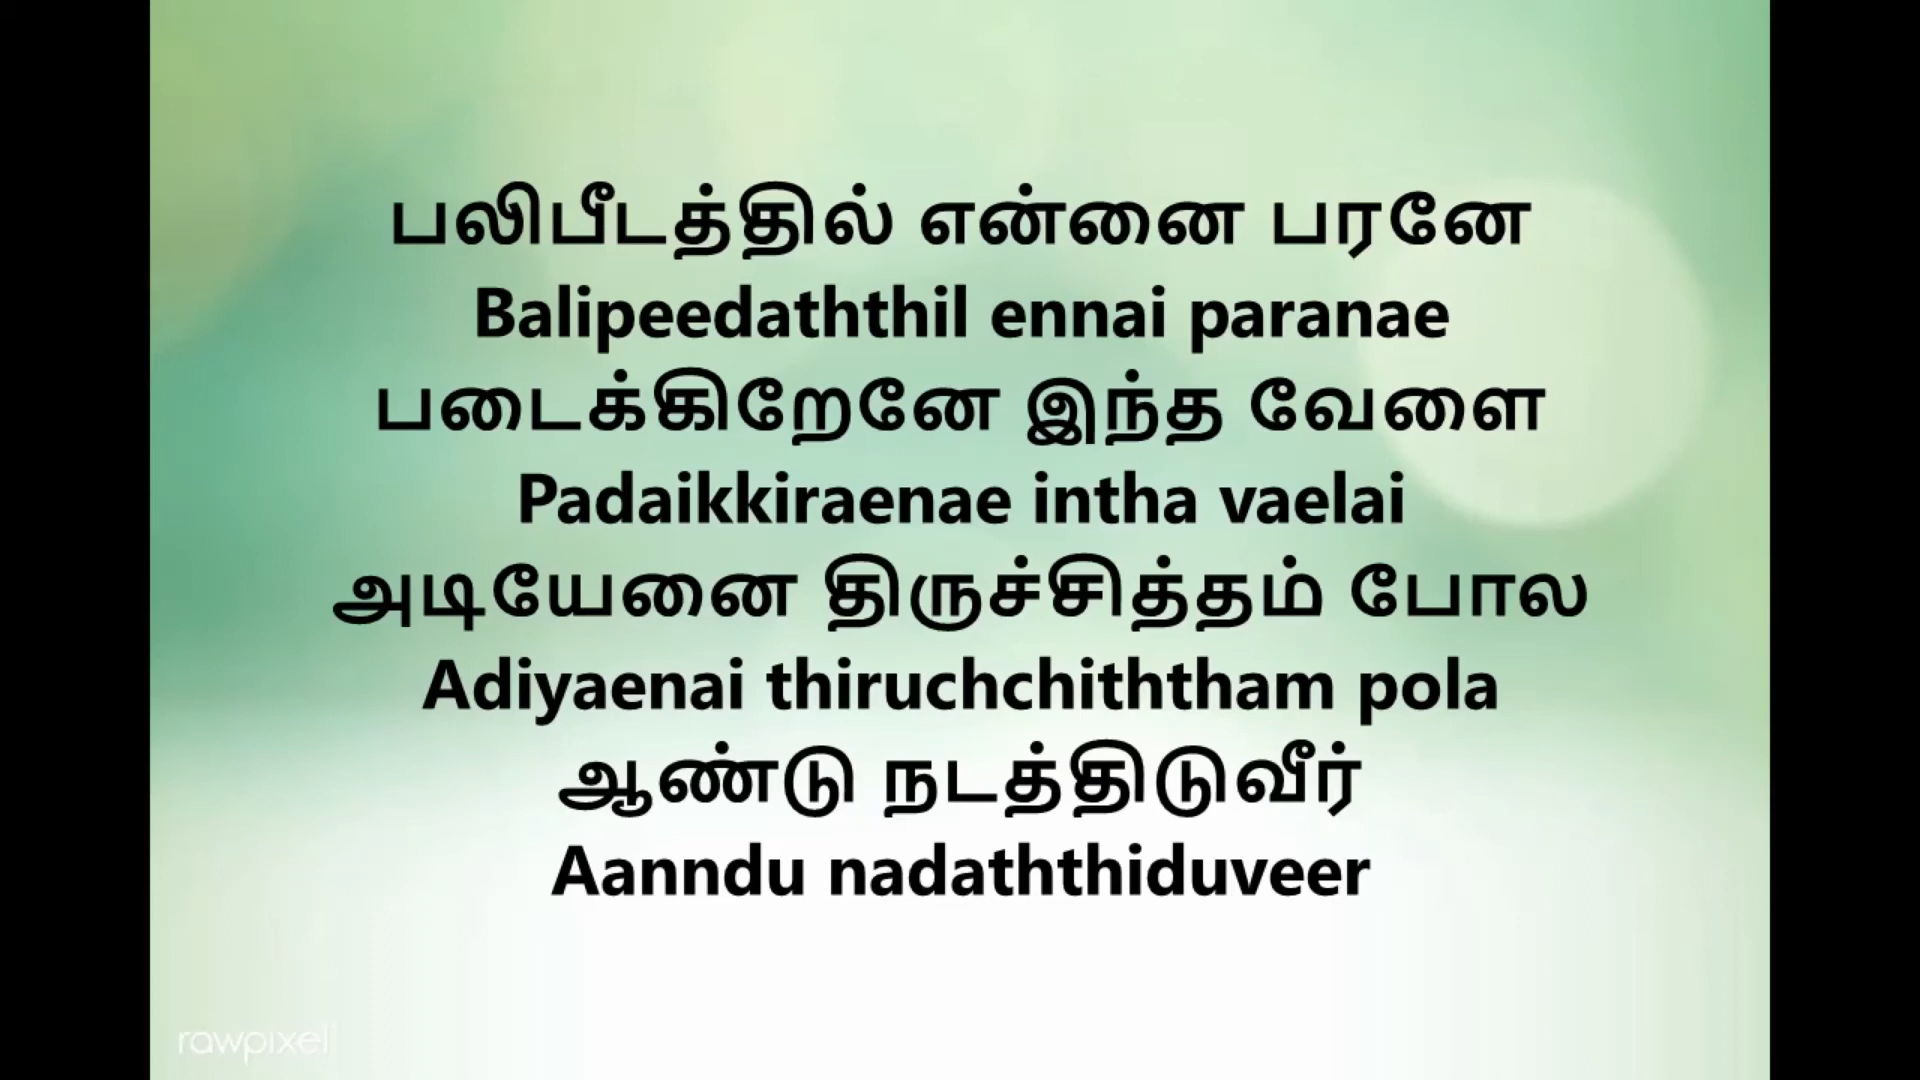 பலிபீடத்தில் என்னை பரனே
Balipeedaththil ennai paranae
படைக்கிறேனே இந்த வேளை
Padaikkiraenae intha vaelai
அடியேனை திருச்சித்தம் போல
Adiyaenai thiruchchiththam pola
ஆண்டு நடத்திடுவீர்
Aanndu nadaththiduveer
rawpixel